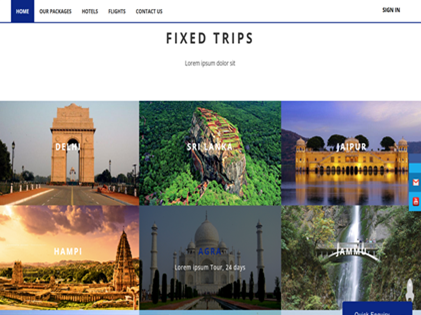 HOME OUR PACKAGES HOTELS FLIGHTS CONTACT US SIGN IN
FIXED TRIPS
Lorem ipsum dolor sit
DELHI SRI LANKA JAIPUR
HAMPI AGRA JAMMU
Lorem ipsum Tour, 24 days
Quick Enquiry